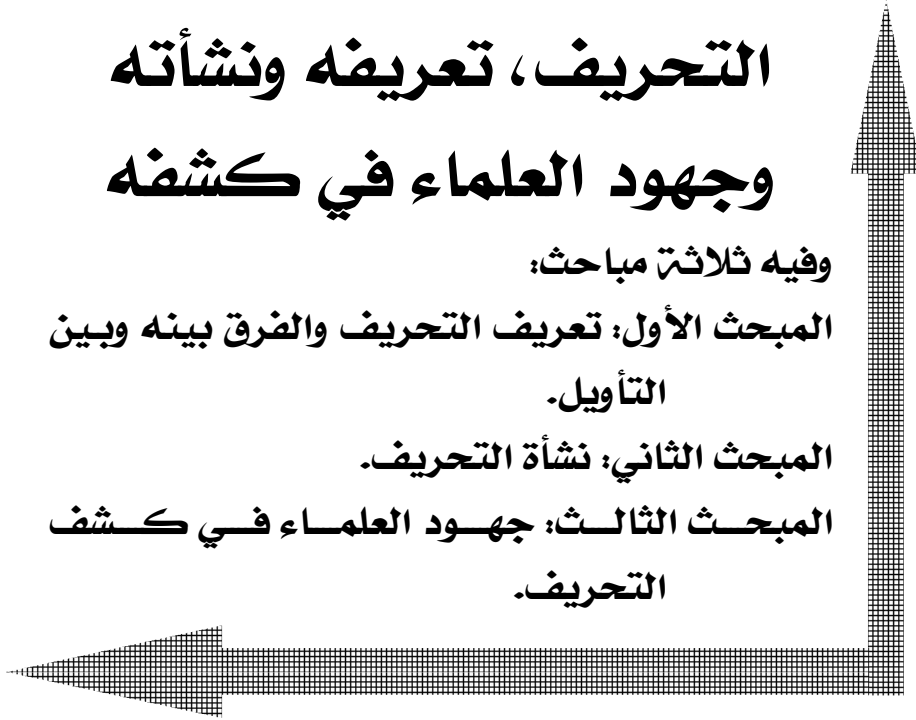 التحريف، تعريفه ونشأته
وجهود العلماء في كشفه
وفيه ثلاثة مباحث:
المبحث الأول: تعريف التحريف والفرق بينه وبين
التأويل.
المبحث الثاني: نشأة التحريف.
المبحث الثالث: جهود العلماء في كشف
التحريف.